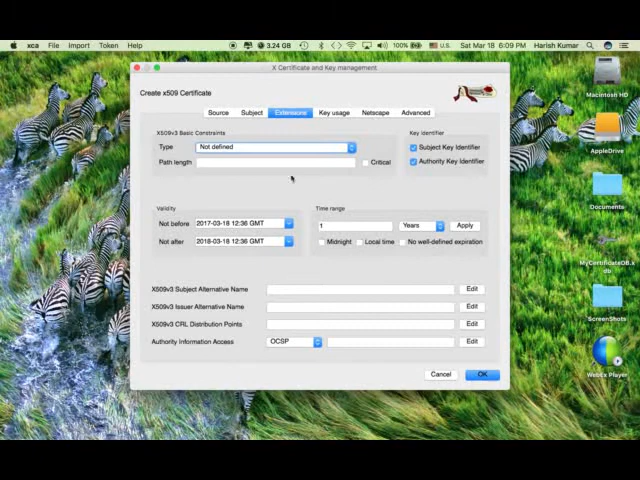 xca File Import Token Help 3.24 GB 100% U.S. Sat Mar 18 6:09 PM Harish Kumar
X Certificate and Key management
Create x509 Certificate
Source Subject Extensions Key usage Netscape Advanced
X509v3 Basic Constraints
Type Not defined
Path length Critical
Key Identifier
Subject Key Identifier
Authority Key Identifier
Validity
Not before 2017-03-18 12:36 GMT
Not after 2018-03-18 12:36 GMT
Time range
1 Years Apply
Midnight Local time No well-defined expiration
X509v3 Subject Alternative Name Edit
X509v3 Issuer Alternative Name Edit
X509v3 CRL Distribution Points Edit
Authority Information Access OCSP Edit
Cancel OK
Macintosh HD
AppleDrive
Documents
MyCertificateDB.x
db
ScreenShots
WebEx Player